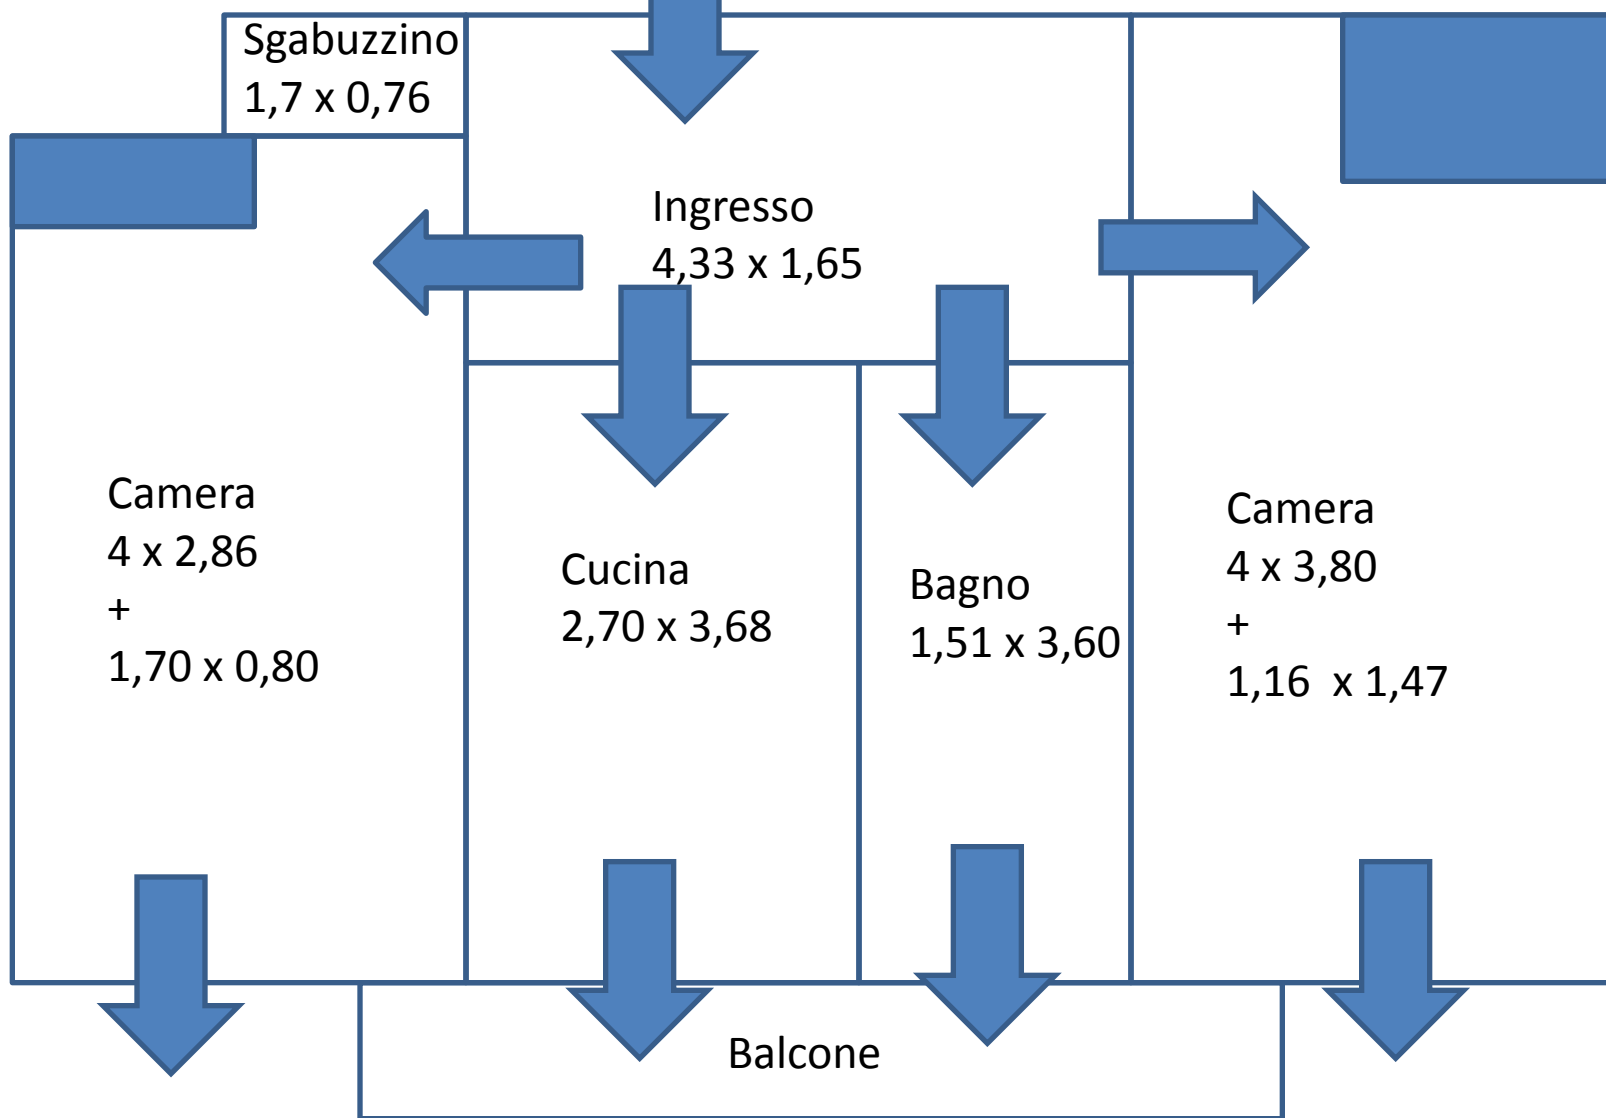 Sgabuzzino
1,7 x 0,76
Ingresso
4,33 x 1,65
Camera
4 x 2,86
+
1,70 x 0,80
Cucina
2,70 x 3,68
Bagno
1,51 x 3,60
Camera
4 x 3,80
+
1,16  x 1,47
Balcone